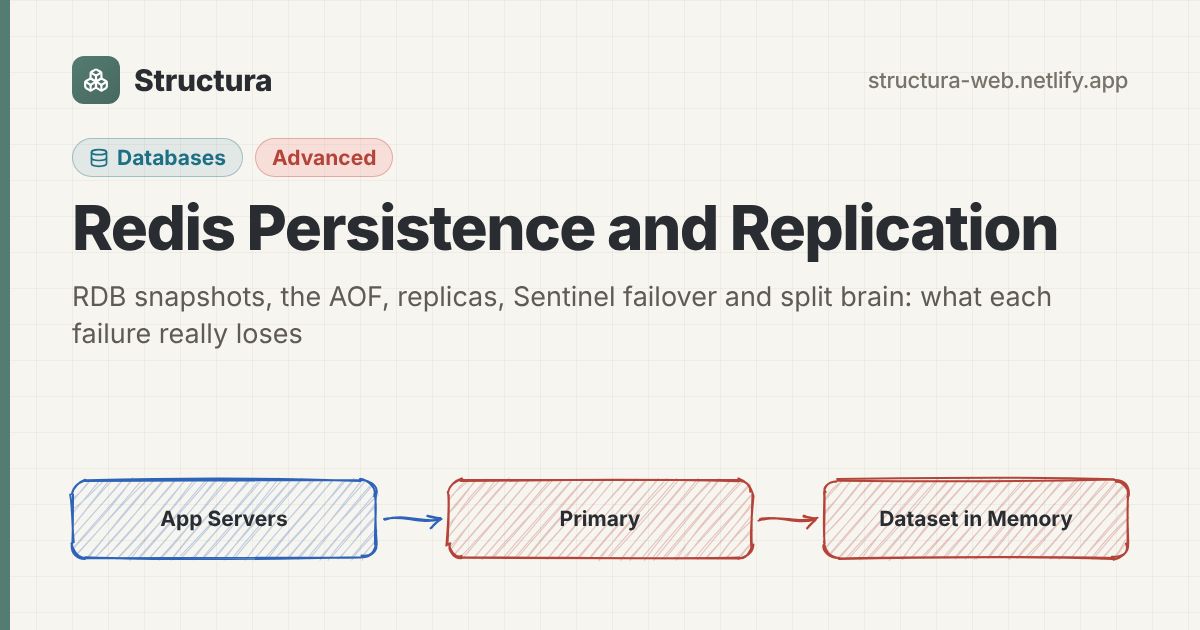 Structura
structura-web.netlify.app
Databases
Advanced
Redis Persistence and Replication
RDB snapshots, the AOF, replicas, Sentinel failover and split brain: what each
failure really loses
App Servers
Primary
Dataset in Memory